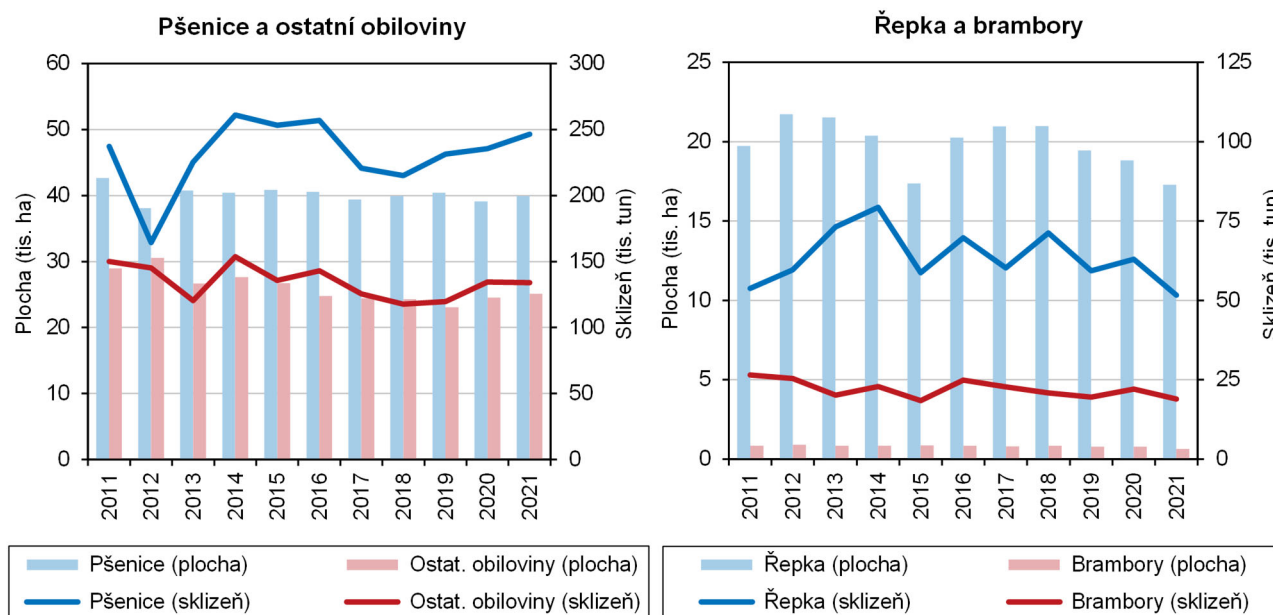 Pšenice a ostatní obiloviny
Plocha (tis. ha)
60
50
40
30
20
10
0
Sklizeň (tis. tun)
300
250
200
150
100
50
0
2011 2012 2013 2014 2015 2016 2017 2018 2019 2020 2021
Pšenice (plocha) Ostat. obiloviny (plocha)
Pšenice (sklizeň) Ostat. obiloviny (sklizeň)
Řepka a brambory
Plocha (tis. ha)
25
20
15
10
5
0
Sklizeň (tis. tun)
125
100
75
50
25
0
2011 2012 2013 2014 2015 2016 2017 2018 2019 2020 2021
Řepka (plocha) Brambory (plocha)
Řepka (sklizeň) Brambory (sklizeň)